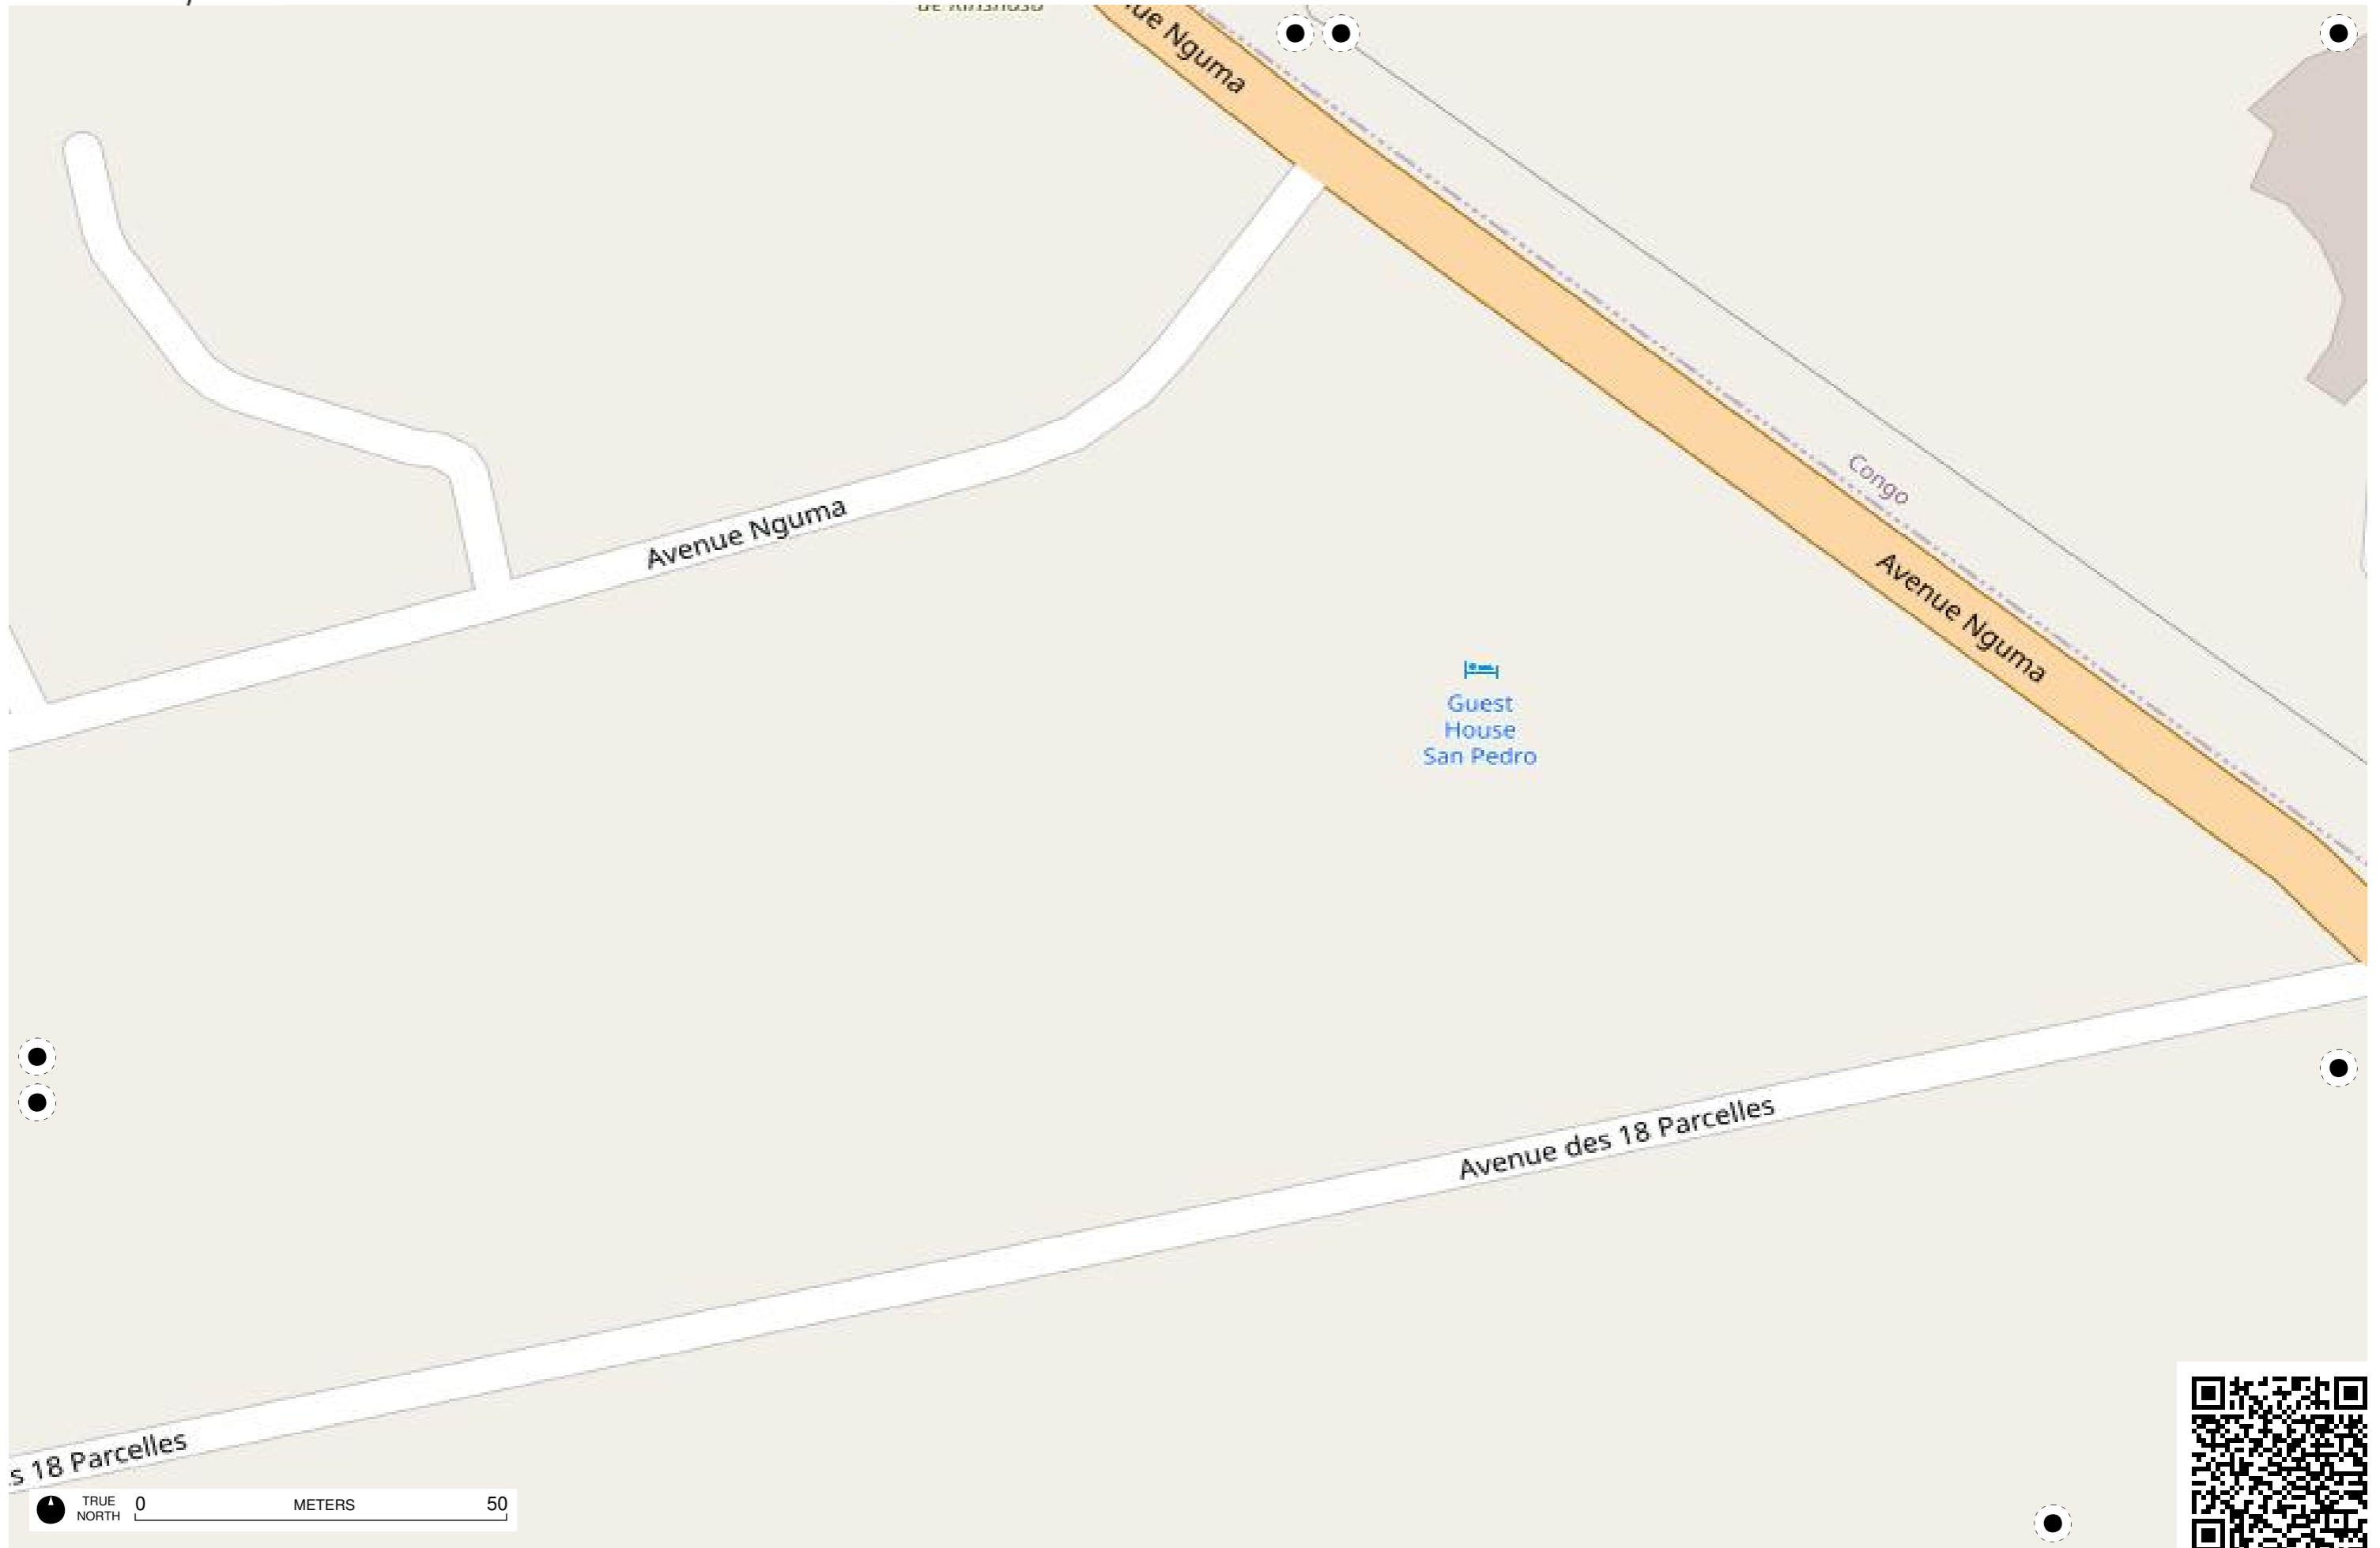 ue Nguma
Avenue Nguma
Congo
Avenue Nguma
Guest
House
San Pedro
Avenue des 18 Parcelles
s 18 Parcelles
TRUE
NORTH
0 METERS 50